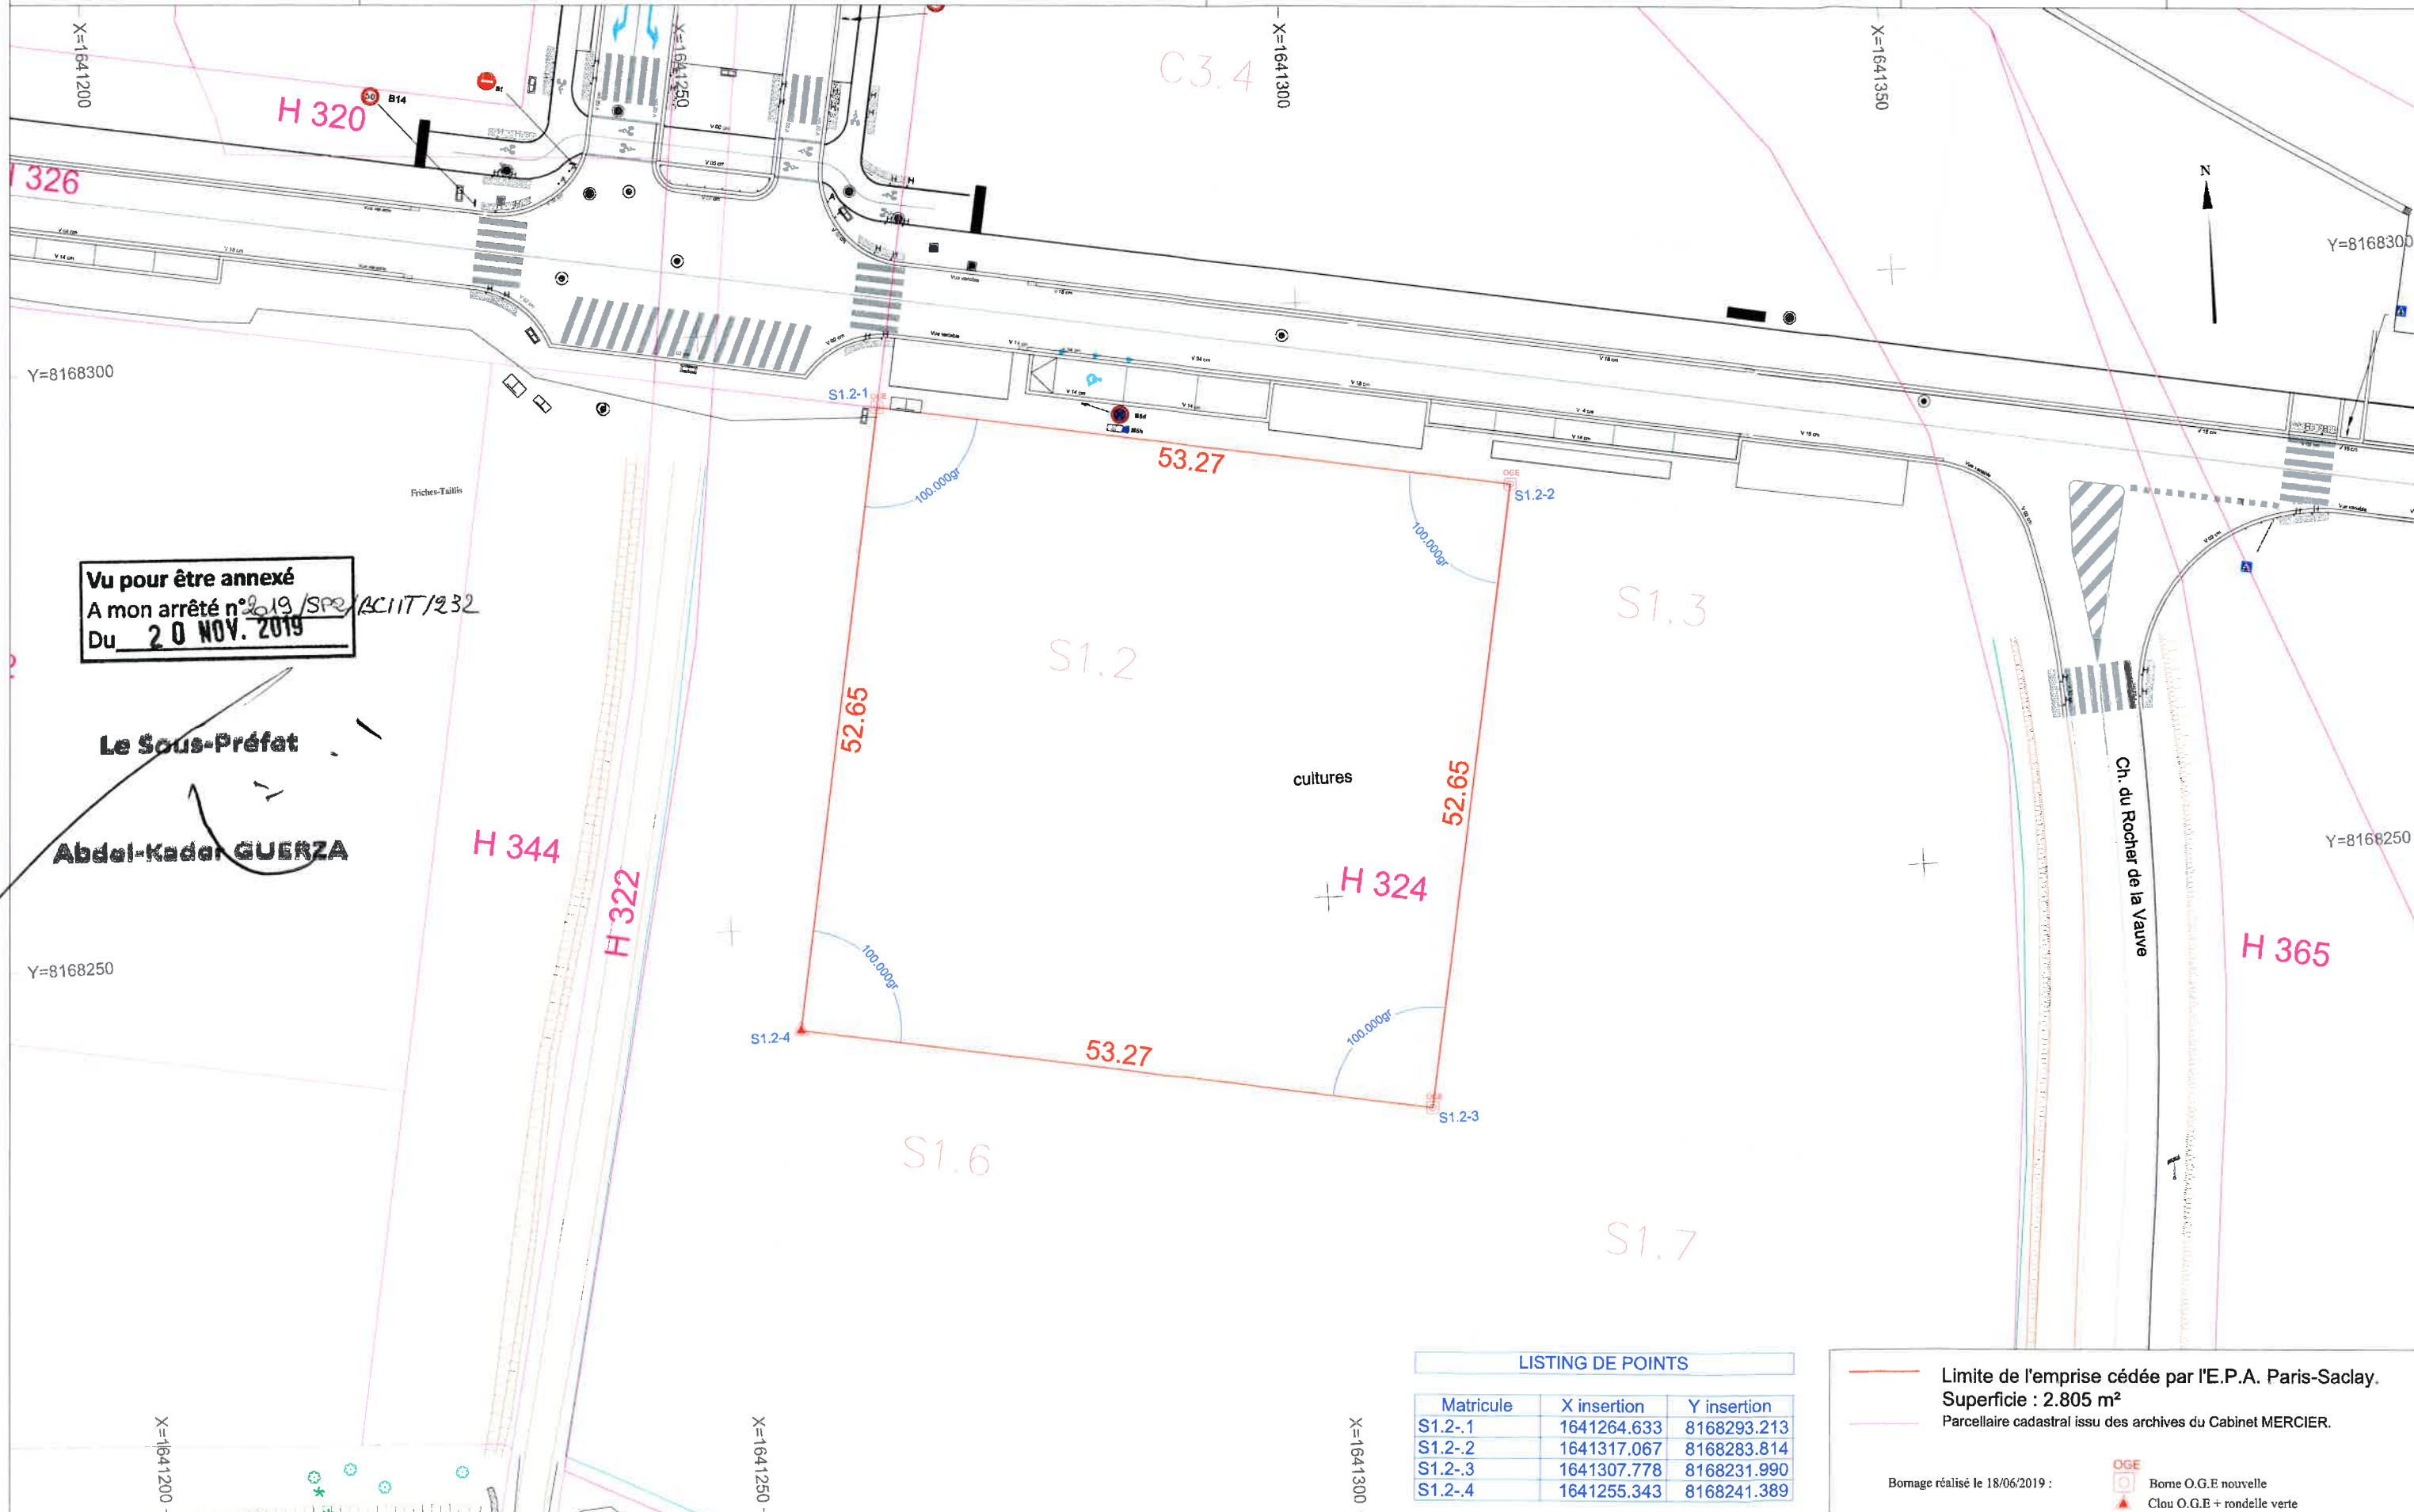 X=1641200
X=1641250
X=1641300
X=1641350
C3.4
B14
B1
H 320
326
N
Y=8168300
Y=8168300
S1.2-1
OGE
53.27
B6d
M6h
OGE
S1.2-2
100.000gr
100.000gr
Friches-Taillis
S1.3
S1.2
Vu pour être annexé
A mon arrêté n° 2019/SP2/BCIIT/232
Du 20 NOV. 2019
Le Sous-Préfet
Abdel-Kader GUERZA
52.65
52.65
cultures
H 344
H 322
H 324
Ch. du Rocher de la Vauve
Y=8168250
H 365
Y=8168250
100.000gr
100.000gr
S1.2-4
53.27
OGE
S1.2-3
S1.6
S1.7
LISTING DE POINTS
Matricule X insertion Y insertion
S1.2-.1 1641264.633 8168293.213
S1.2-.2 1641317.067 8168283.814
S1.2-.3 1641307.778 8168231.990
S1.2-.4 1641255.343 8168241.389
Limite de l'emprise cédée par l'E.P.A. Paris-Saclay.
Superficie : 2.805 m²
Parcellaire cadastral issu des archives du Cabinet MERCIER.
Bornage réalisé le 18/06/2019 :
OGE
Borne O.G.E nouvelle
Clou O.G.E + rondelle verte
X=1641200
X=1641250
X=1641300